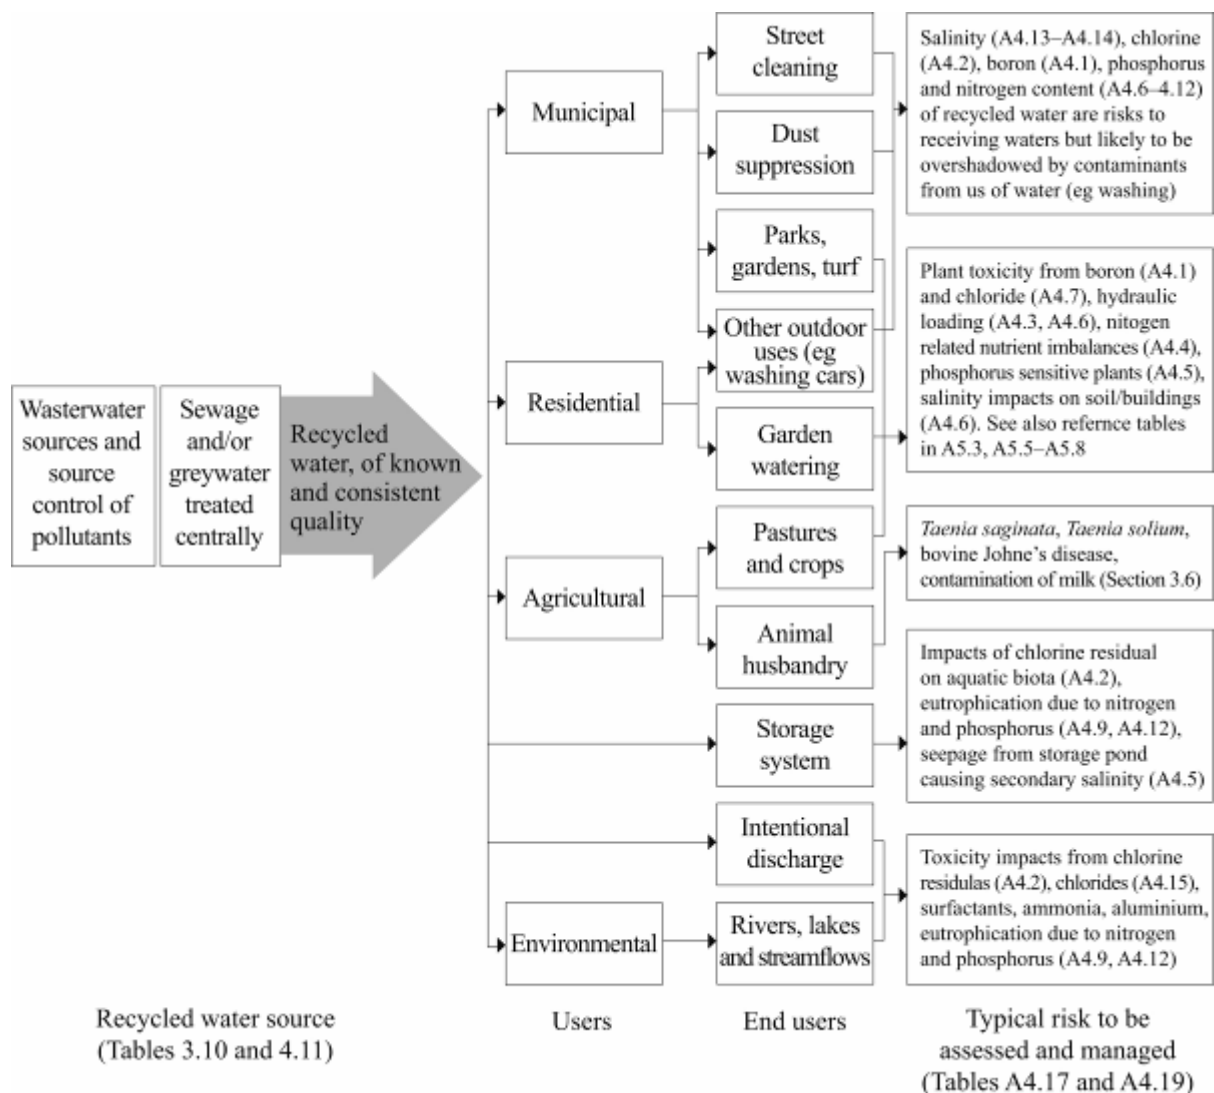 Wasterwater
sources and
source
control of
pollutants
Sewage
and/or
greywater
treated
centrally
Recycled
water, of known
and consistent
quality
Municipal
Residential
Agricultural
Environmental
Street
cleaning
Dust
suppression
Parks,
gardens, turf
Other outdoor
uses (eg
washing cars)
Garden
watering
Pastures
and crops
Animal
husbandry
Storage
system
Intentional
discharge
Rivers, lakes
and streamflows
Salinity (A4.13–A4.14), chlorine
(A4.2), boron (A4.1), phosphorus
and nitrogen content (A4.6–4.12)
of recycled water are risks to
receiving waters but likely to be
overshadowed by contaminants
from us of water (eg washing)
Plant toxicity from boron (A4.1)
and chloride (A4.7), hydraulic
loading (A4.3, A4.6), nitogen
related nutrient imbalances (A4.4),
phosphorus sensitive plants (A4.5),
salinity impacts on soil/buildings
(A4.6). See also refernce tables
in A5.3, A5.5–A5.8
Taenia saginata, Taenia solium,
bovine Johne's disease,
contamination of milk (Section 3.6)
Impacts of chlorine residual
on aquatic biota (A4.2),
eutrophication due to nitrogen
and phosphorus (A4.9, A4.12),
seepage from storage pond
causing secondary salinity (A4.5)
Toxicity impacts from chlorine
residulas (A4.2), chlorides (A4.15),
surfactants, ammonia, aluminium,
eutrophication due to nitrogen
and phosphorus (A4.9, A4.12)
Recycled water source
(Tables 3.10 and 4.11)
Users
End users
Typical risk to be
assessed and managed
(Tables A4.17 and A4.19)